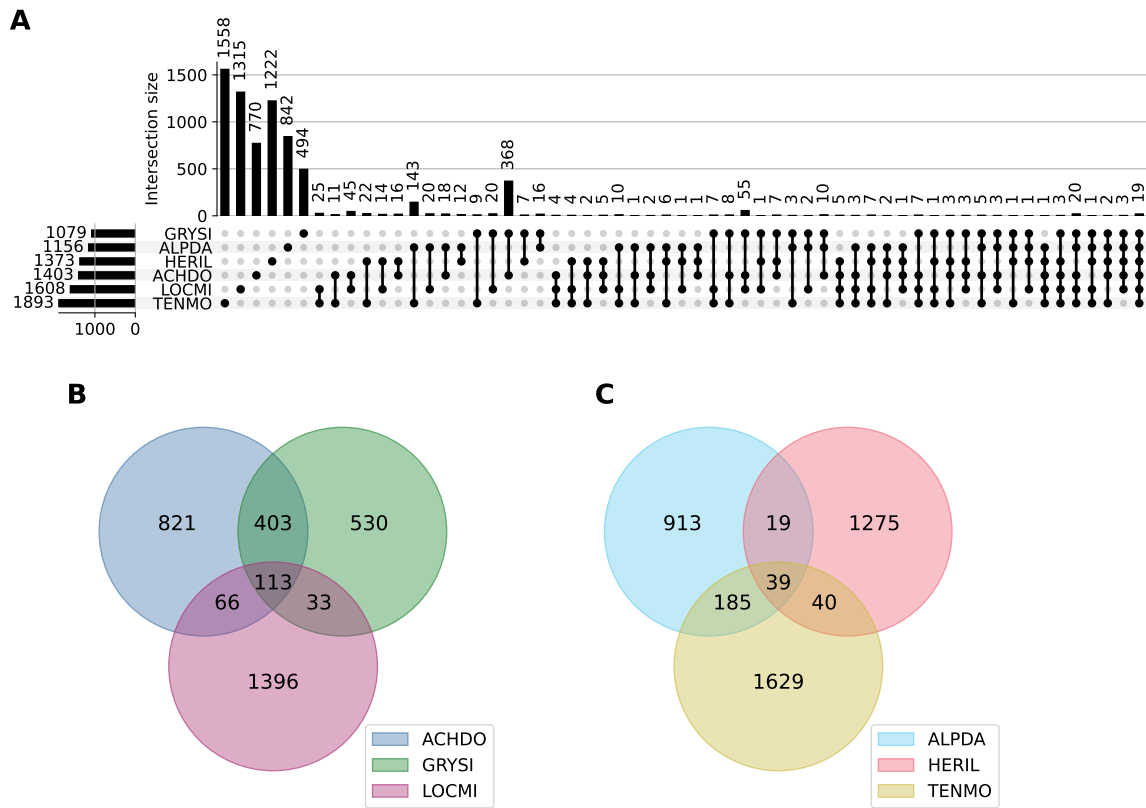 A
Intersection size
1500
1000
500
0
1558 1315 770 1222 842 494 25 11 45 22 14 16 143 20 18 12 9 20 368 7 16 4 4 2 5 10 1 2 6 1 1 7 8 55 1 7 3 2 10 5 3 7 2 1 7 1 3 3 5 3 1 1 1 3 20 1 2 3 19
1079 GRYSI
1156 ALPDA
1373 HERIL
1403 ACHDO
1608 LOCMI
1893 TENMO
1000 0
B
821 403 530
113
66 33
1396
ACHDO
GRYSI
LOCMI
C
913 19 1275
39
185 40
1629
ALPDA
HERIL
TENMO